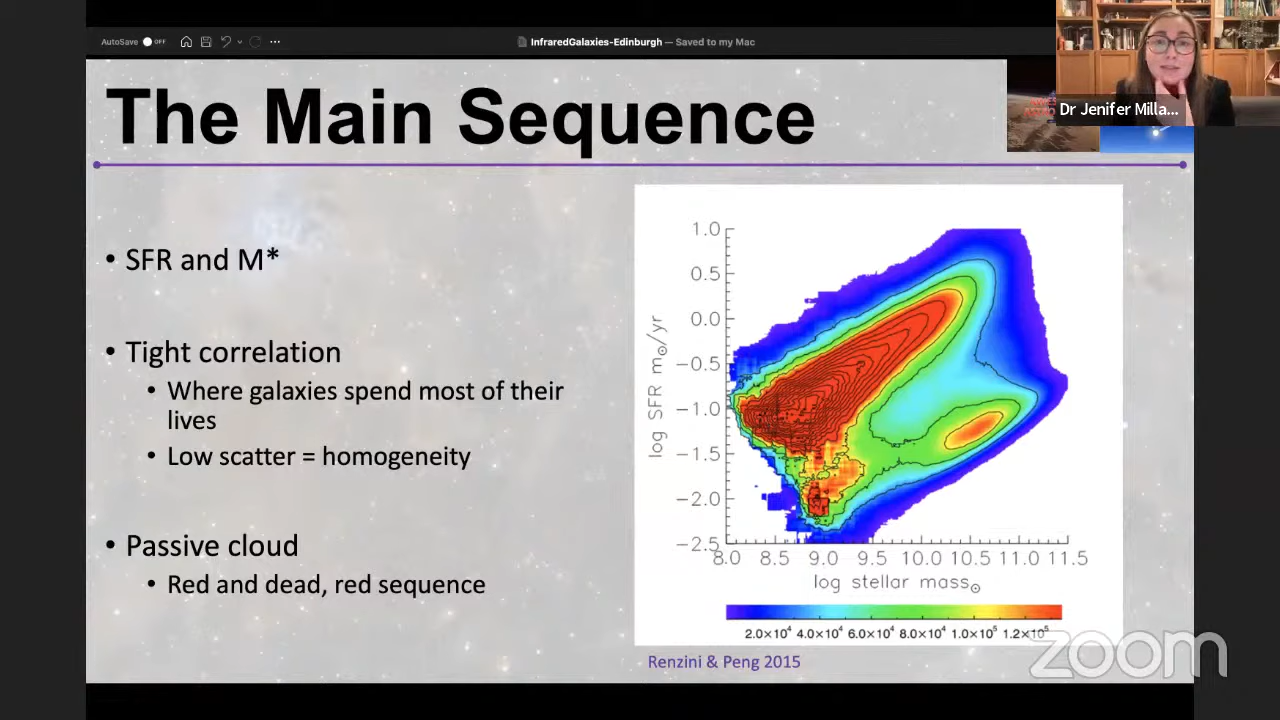 AutoSave OFF
InfraredGalaxies-Edinburgh — Saved to my Mac
Dr Jenifer Milla...
The Main Sequence
• SFR and M*
• Tight correlation
• Where galaxies spend most of their
lives
• Low scatter = homogeneity
• Passive cloud
• Red and dead, red sequence
log SFR m☉/yr
1.0
0.5
0.0
−0.5
−1.0
−1.5
−2.0
−2.5
8.0 8.5 9.0 9.5 10.0 10.5 11.0 11.5
log stellar mass☉
2.0×10⁴ 4.0×10⁴ 6.0×10⁴ 8.0×10⁴ 1.0×10⁵ 1.2×10⁵
Renzini & Peng 2015
zoom